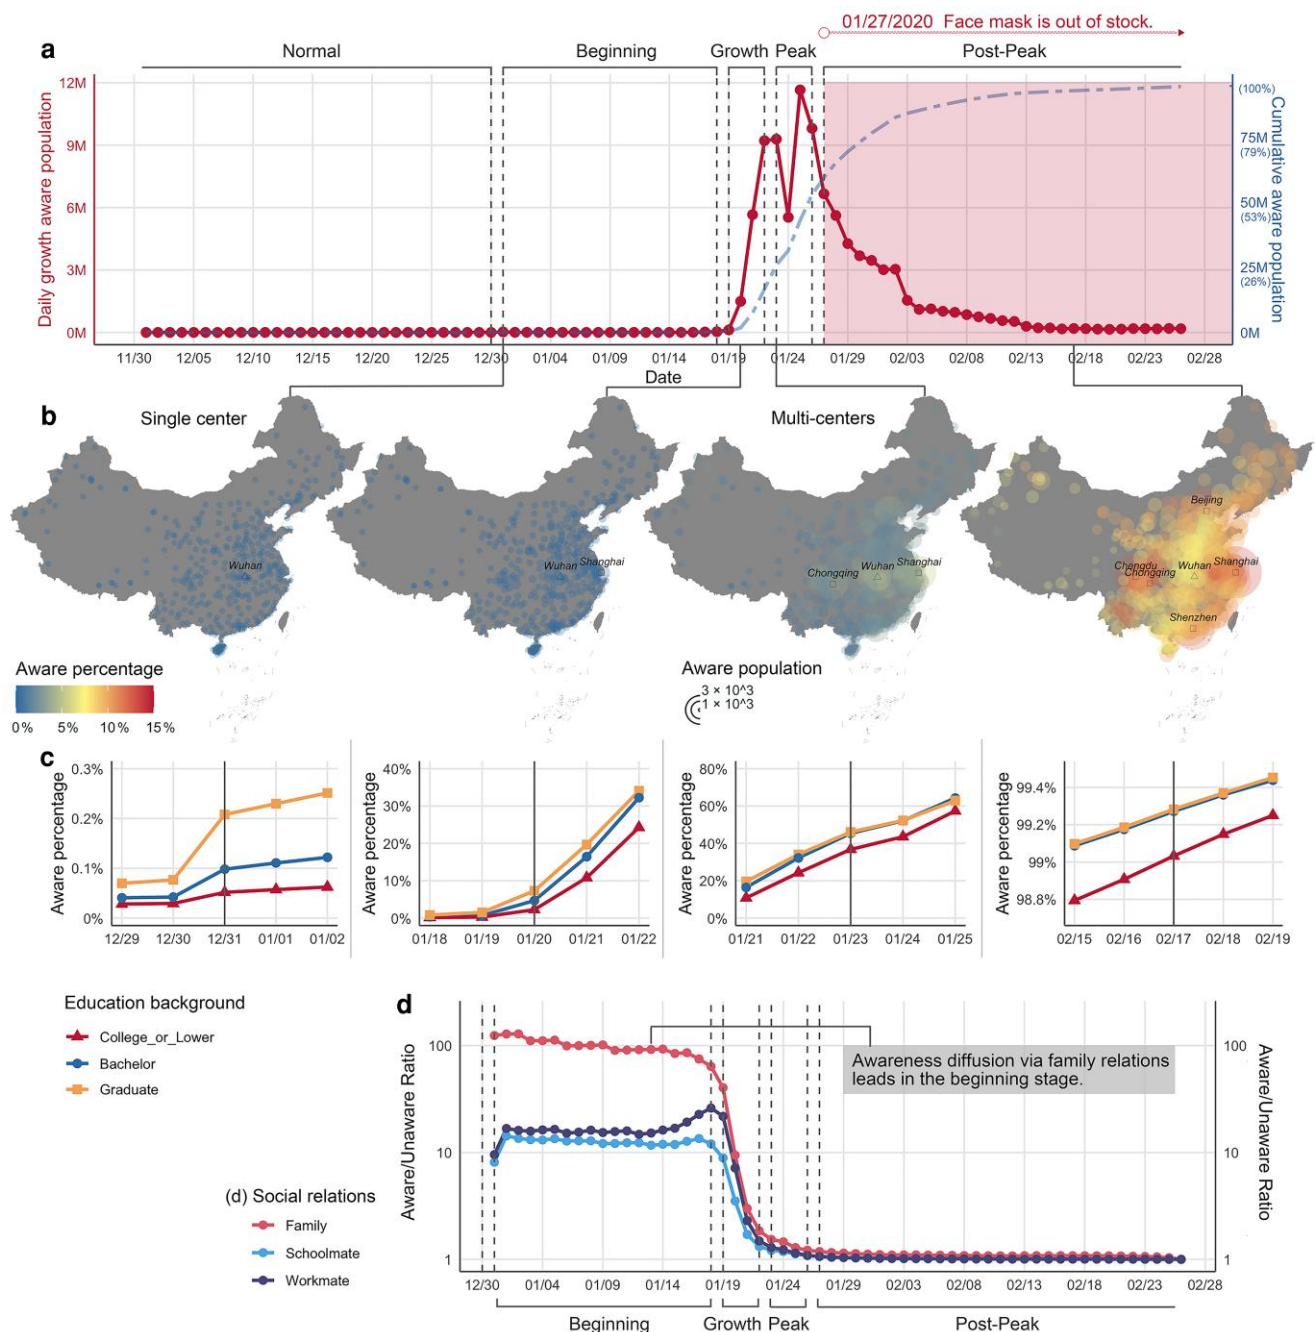 01/27/2020 Face mask is out of stock.
a
Normal Beginning Growth Peak Post-Peak
12M
9M
6M
3M
0M
Daily growth aware population
(100%)
75M
(79%)
50M
(53%)
25M
(26%)
0M
Cumulative aware population
11/30 12/05 12/10 12/15 12/20 12/25 12/30 01/04 01/09 01/14 01/19 01/24 01/29 02/03 02/08 02/13 02/18 02/23 02/28
Date
b
Single center Multi-centers
Wuhan
Wuhan Shanghai
Chongqing Wuhan Shanghai
Beijing
Chengdu
Chongqing Wuhan Shanghai
Shenzhen
Aware percentage
0% 5% 10% 15%
Aware population
3 × 10^3
1 × 10^3
c
Aware percentage
0.3%
0.2%
0.1%
0%
12/29 12/30 12/31 01/01 01/02
Aware percentage
40%
30%
20%
10%
0%
01/18 01/19 01/20 01/21 01/22
Aware percentage
80%
60%
40%
20%
0%
01/21 01/22 01/23 01/24 01/25
Aware percentage
99.4%
99.2%
99%
98.8%
02/15 02/16 02/17 02/18 02/19
Education background
College_or_Lower
Bachelor
Graduate
d
Aware/Unaware Ratio
100
10
1
Awareness diffusion via family relations
leads in the beginning stage.
100
10
1
Aware/Unaware Ratio
(d) Social relations
Family
Schoolmate
Workmate
12/30 01/04 01/09 01/14 01/19 01/24 01/29 02/03 02/08 02/13 02/18 02/23 02/28
Beginning Growth Peak Post-Peak